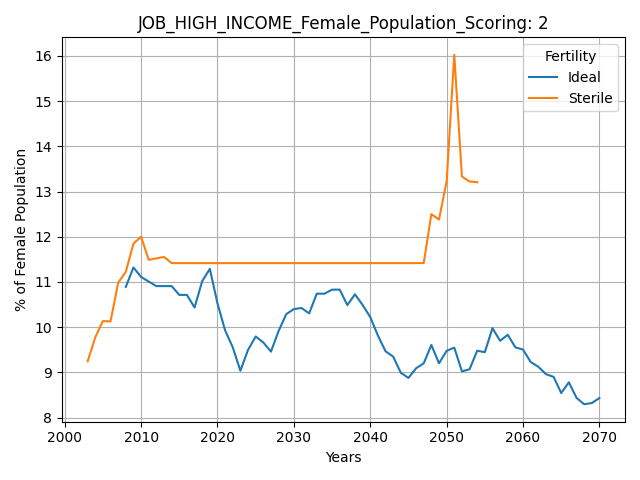 JOB_HIGH_INCOME_Female_Population_Scoring: 2
% of Female Population
16
15
14
13
12
11
10
9
8
Fertility
Ideal
Sterile
2000 2010 2020 2030 2040 2050 2060 2070
Years